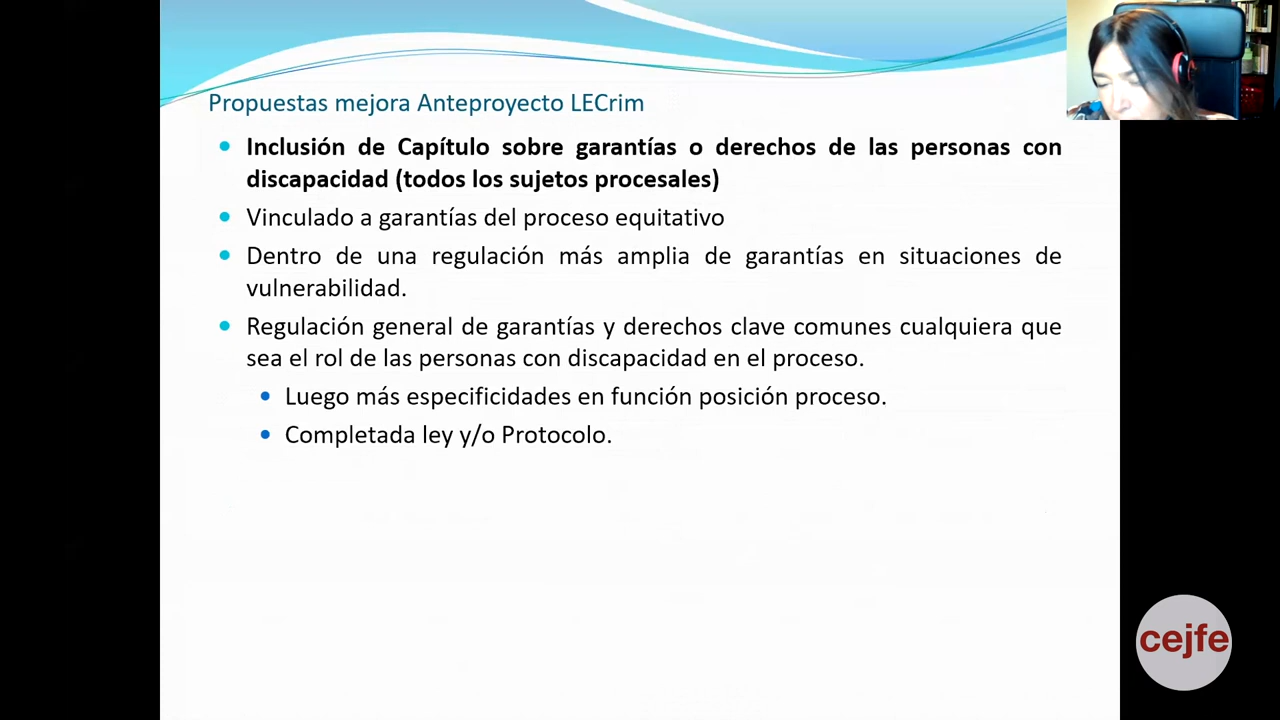 Propuestas mejora Anteproyecto LECrim
Inclusión de Capítulo sobre garantías o derechos de las personas con
discapacidad (todos los sujetos procesales)
Vinculado a garantías del proceso equitativo
Dentro de una regulación más amplia de garantías en situaciones de
vulnerabilidad.
Regulación general de garantías y derechos clave comunes cualquiera que
sea el rol de las personas con discapacidad en el proceso.
Luego más especificidades en función posición proceso.
Completada ley y/o Protocolo.
cejfe